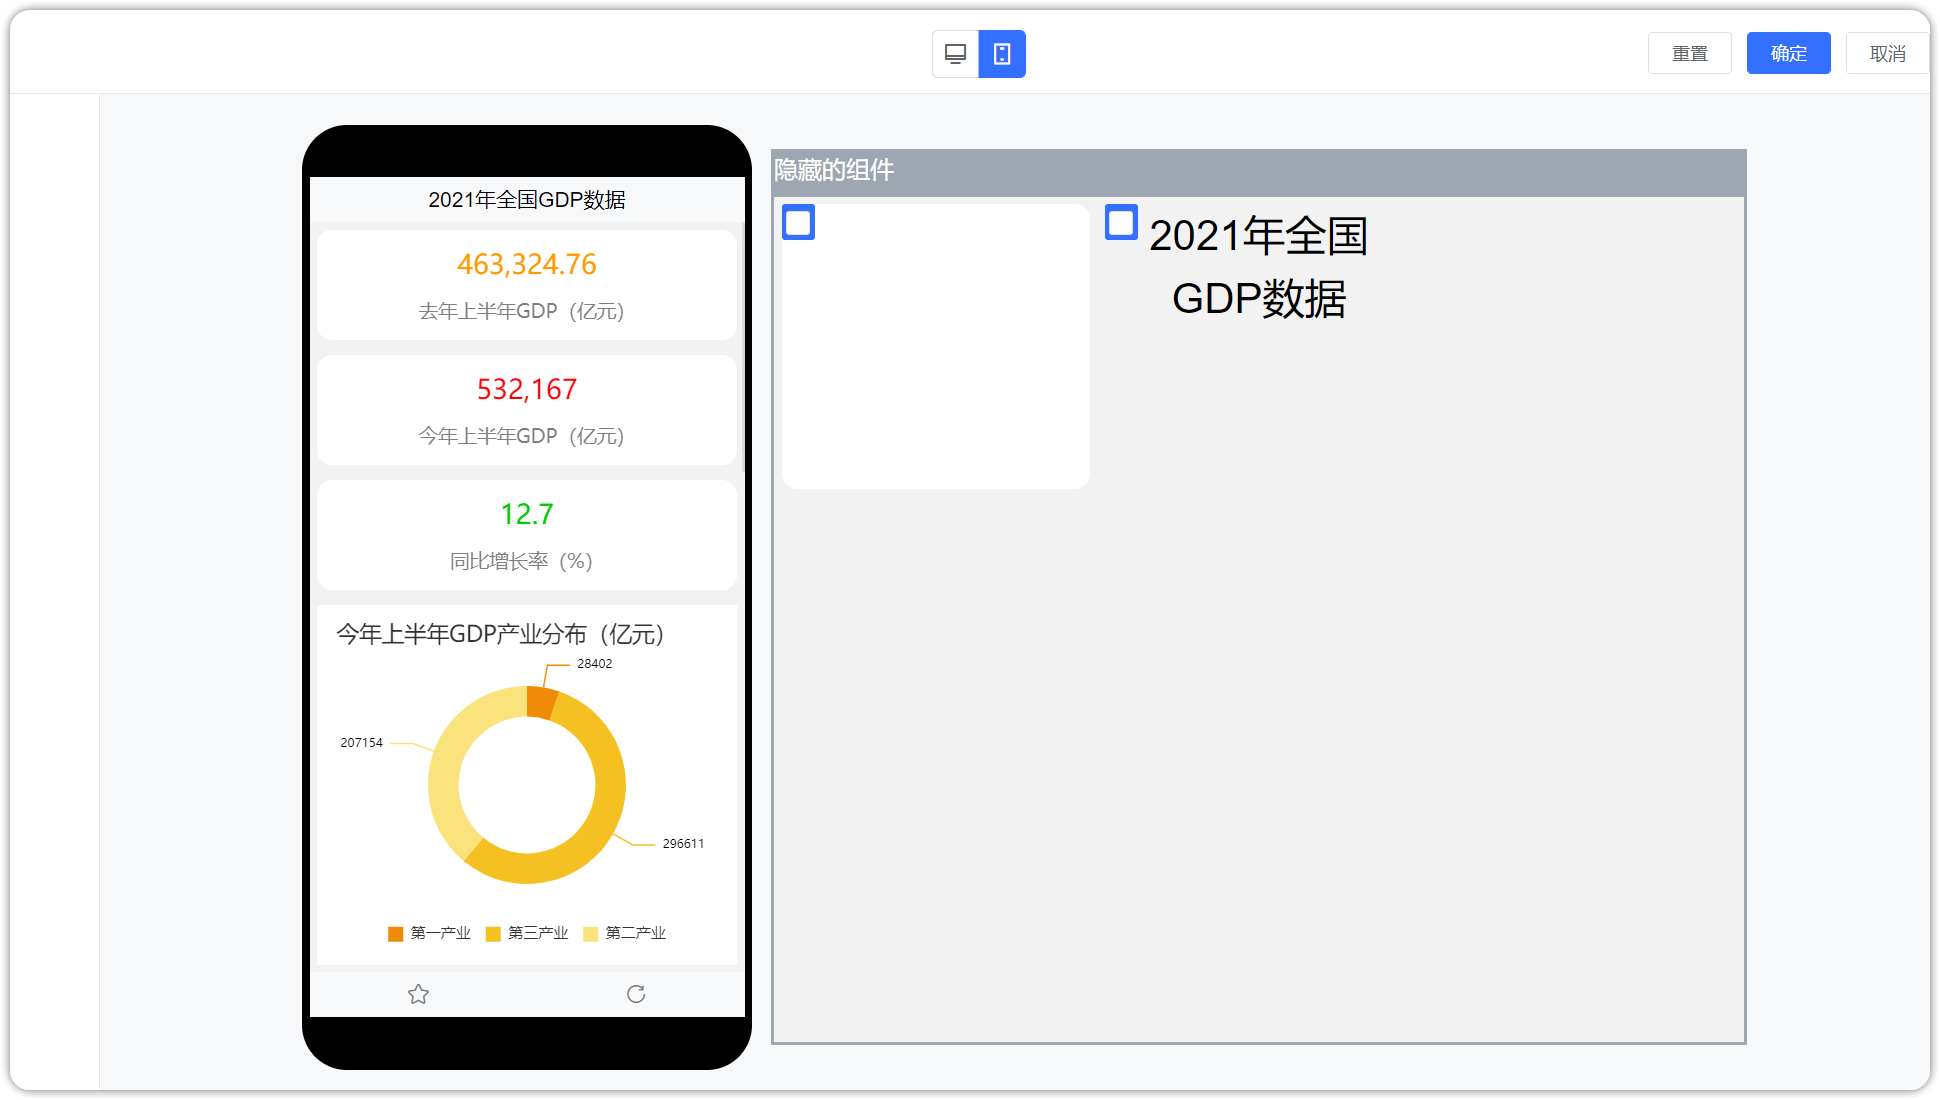 重置
确定
取消
2021年全国GDP数据
463,324.76
去年上半年GDP（亿元）
532,167
今年上半年GDP（亿元）
12.7
同比增长率（%）
今年上半年GDP产业分布（亿元）
28402
207154
296611
第一产业 第三产业 第二产业
隐藏的组件
2021年全国
GDP数据